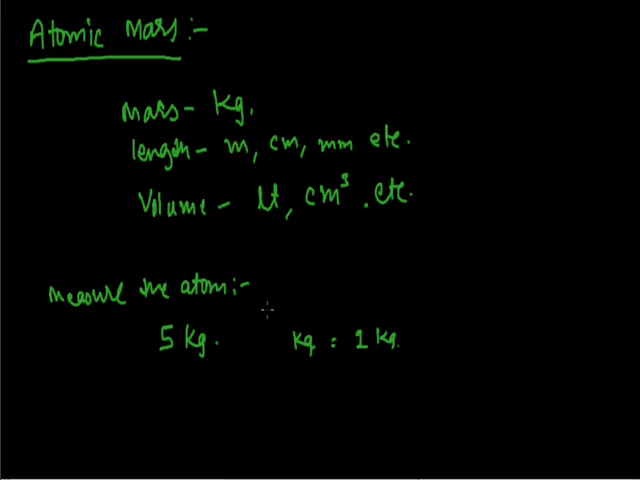 Atomic Mass :-
Mass - Kg.
length - m, cm, mm etc.
Volume - lt, cm³. etc.
Measure the atom :-
5 kg. kg = 1 kg.